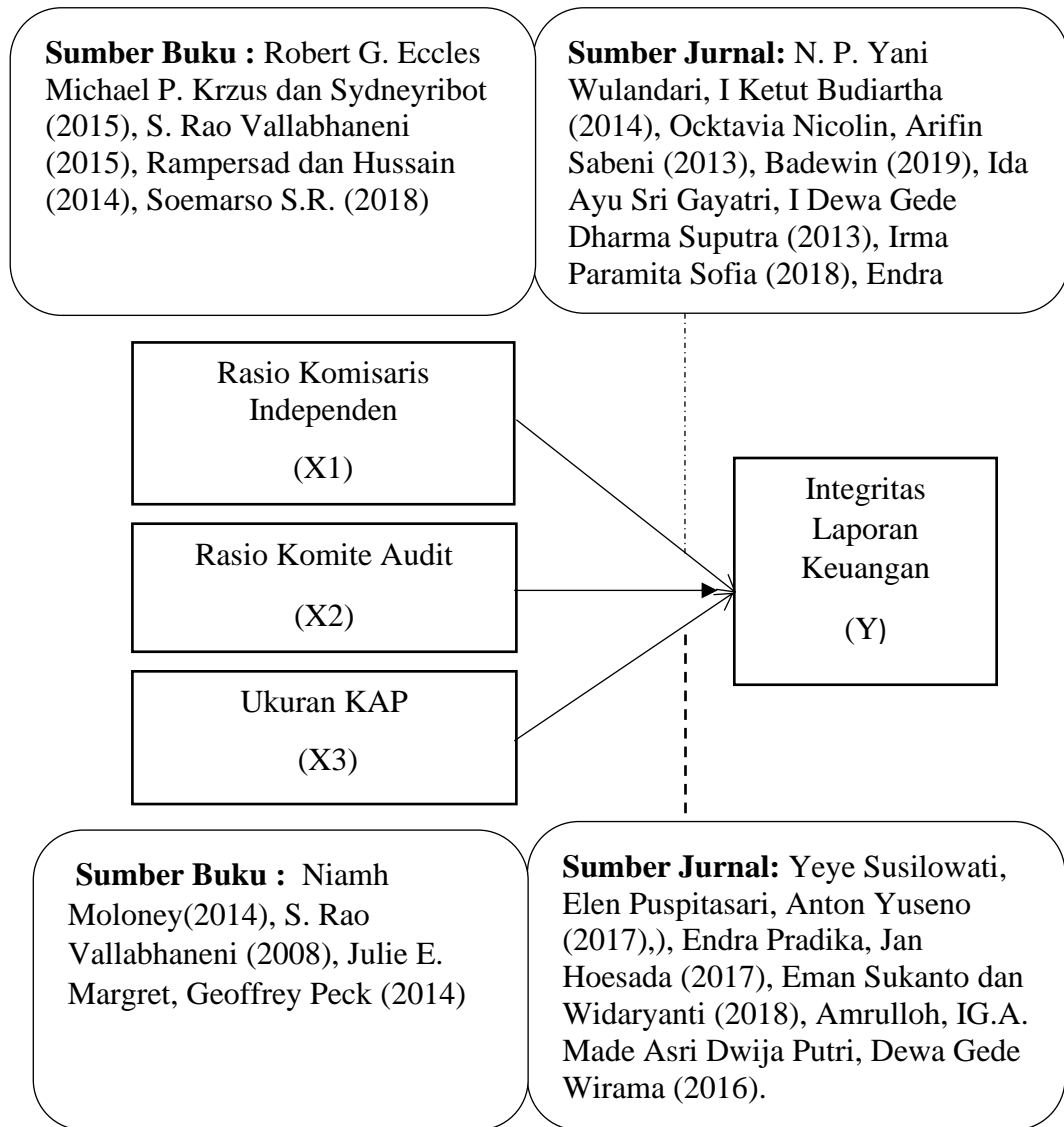 Sumber Buku : Robert G. Eccles
Michael P. Krzus dan Sydneyribot
(2015), S. Rao Vallabhaneni
(2015), Rampersad dan Hussain
(2014), Soemarso S.R. (2018)
Sumber Jurnal: N. P. Yani
Wulandari, I Ketut Budiartha
(2014), Ocktavia Nicolin, Arifin
Sabeni (2013), Badewin (2019), Ida
Ayu Sri Gayatri, I Dewa Gede
Dharma Suputra (2013), Irma
Paramita Sofia (2018), Endra
Rasio Komisaris
Independen
(X1)
Rasio Komite Audit
(X2)
Ukuran KAP
(X3)
Integritas
Laporan
Keuangan
(Y)
Sumber Buku : Niamh
Moloney(2014), S. Rao
Vallabhaneni (2008), Julie E.
Margret, Geoffrey Peck (2014)
Sumber Jurnal: Yeye Susilowati,
Elen Puspitasari, Anton Yuseno
(2017),), Endra Pradika, Jan
Hoesada (2017), Eman Sukanto dan
Widaryanti (2018), Amrulloh, IG.A.
Made Asri Dwija Putri, Dewa Gede
Wirama (2016).